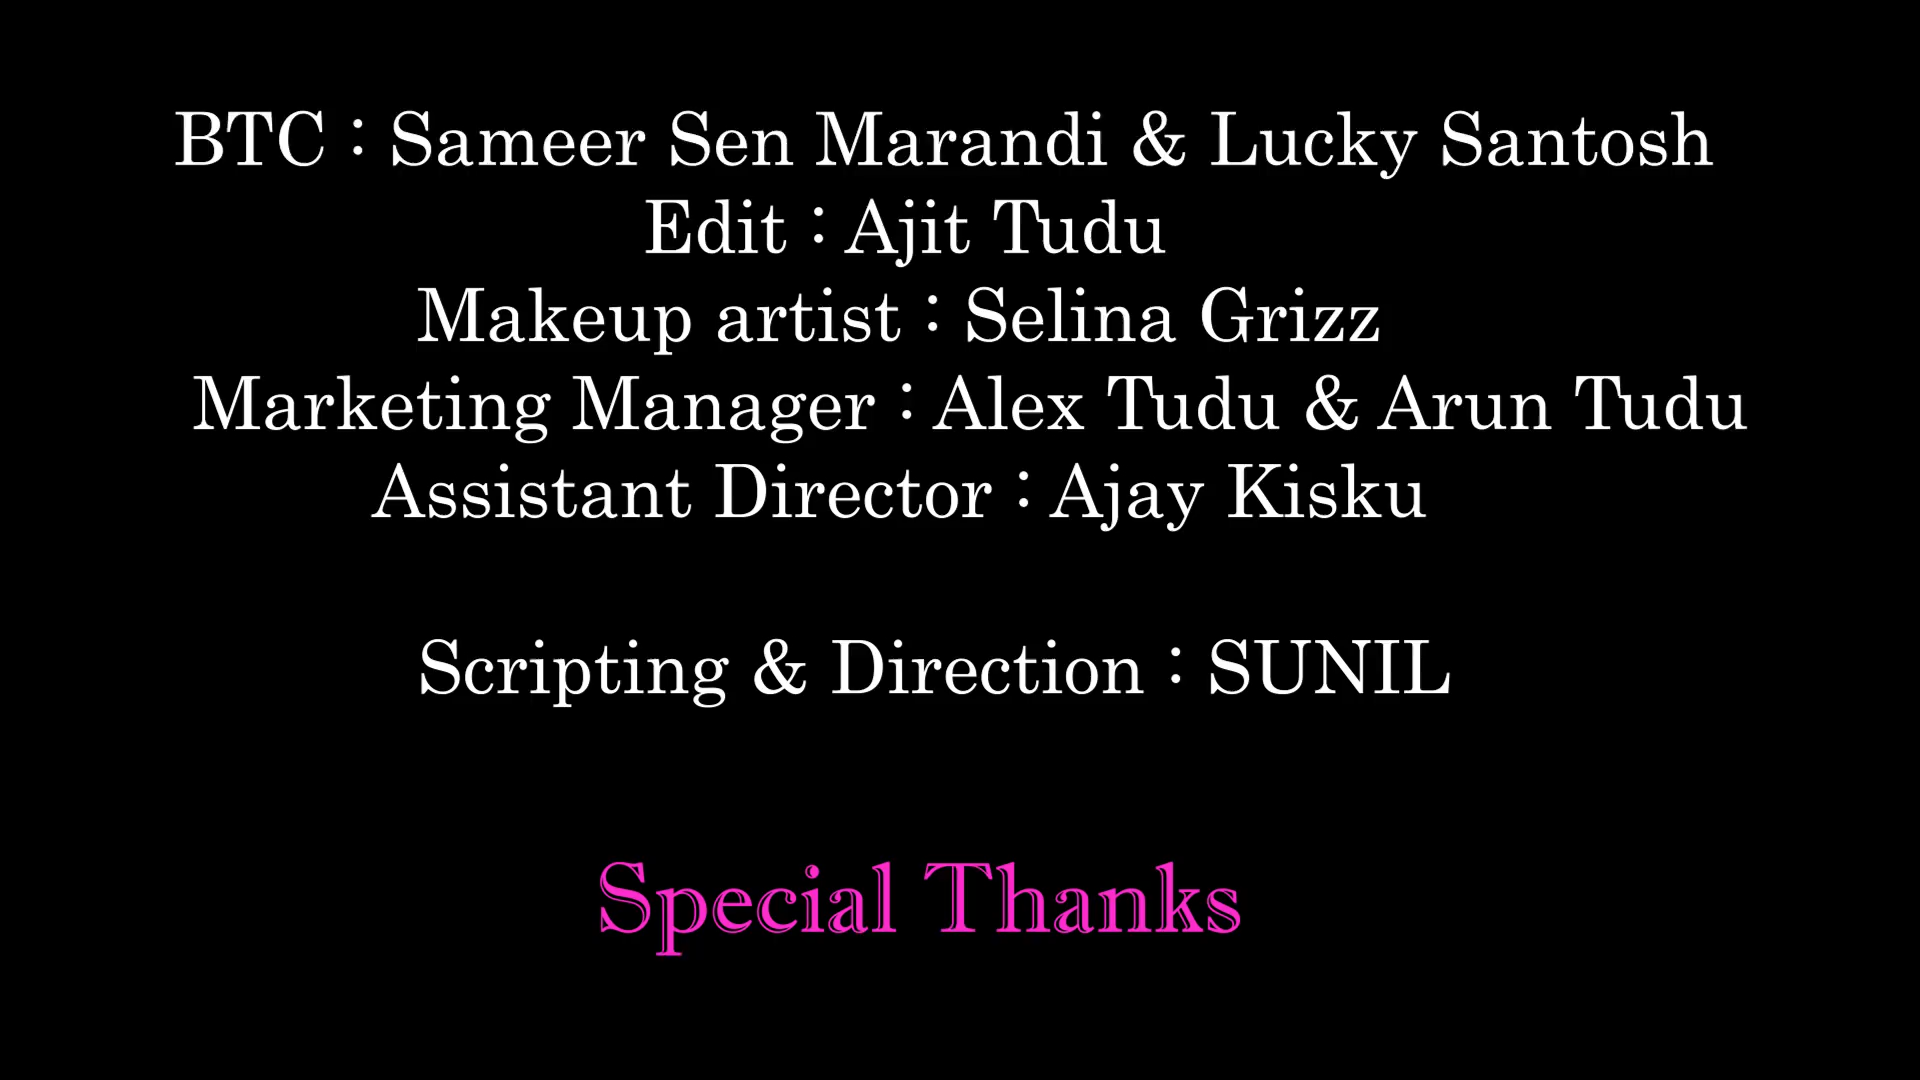 BTC : Sameer Sen Marandi & Lucky Santosh
Edit : Ajit Tudu
Makeup artist : Selina Grizz
Marketing Manager : Alex Tudu & Arun Tudu
Assistant Director : Ajay Kisku
Scripting & Direction : SUNIL
Special Thanks